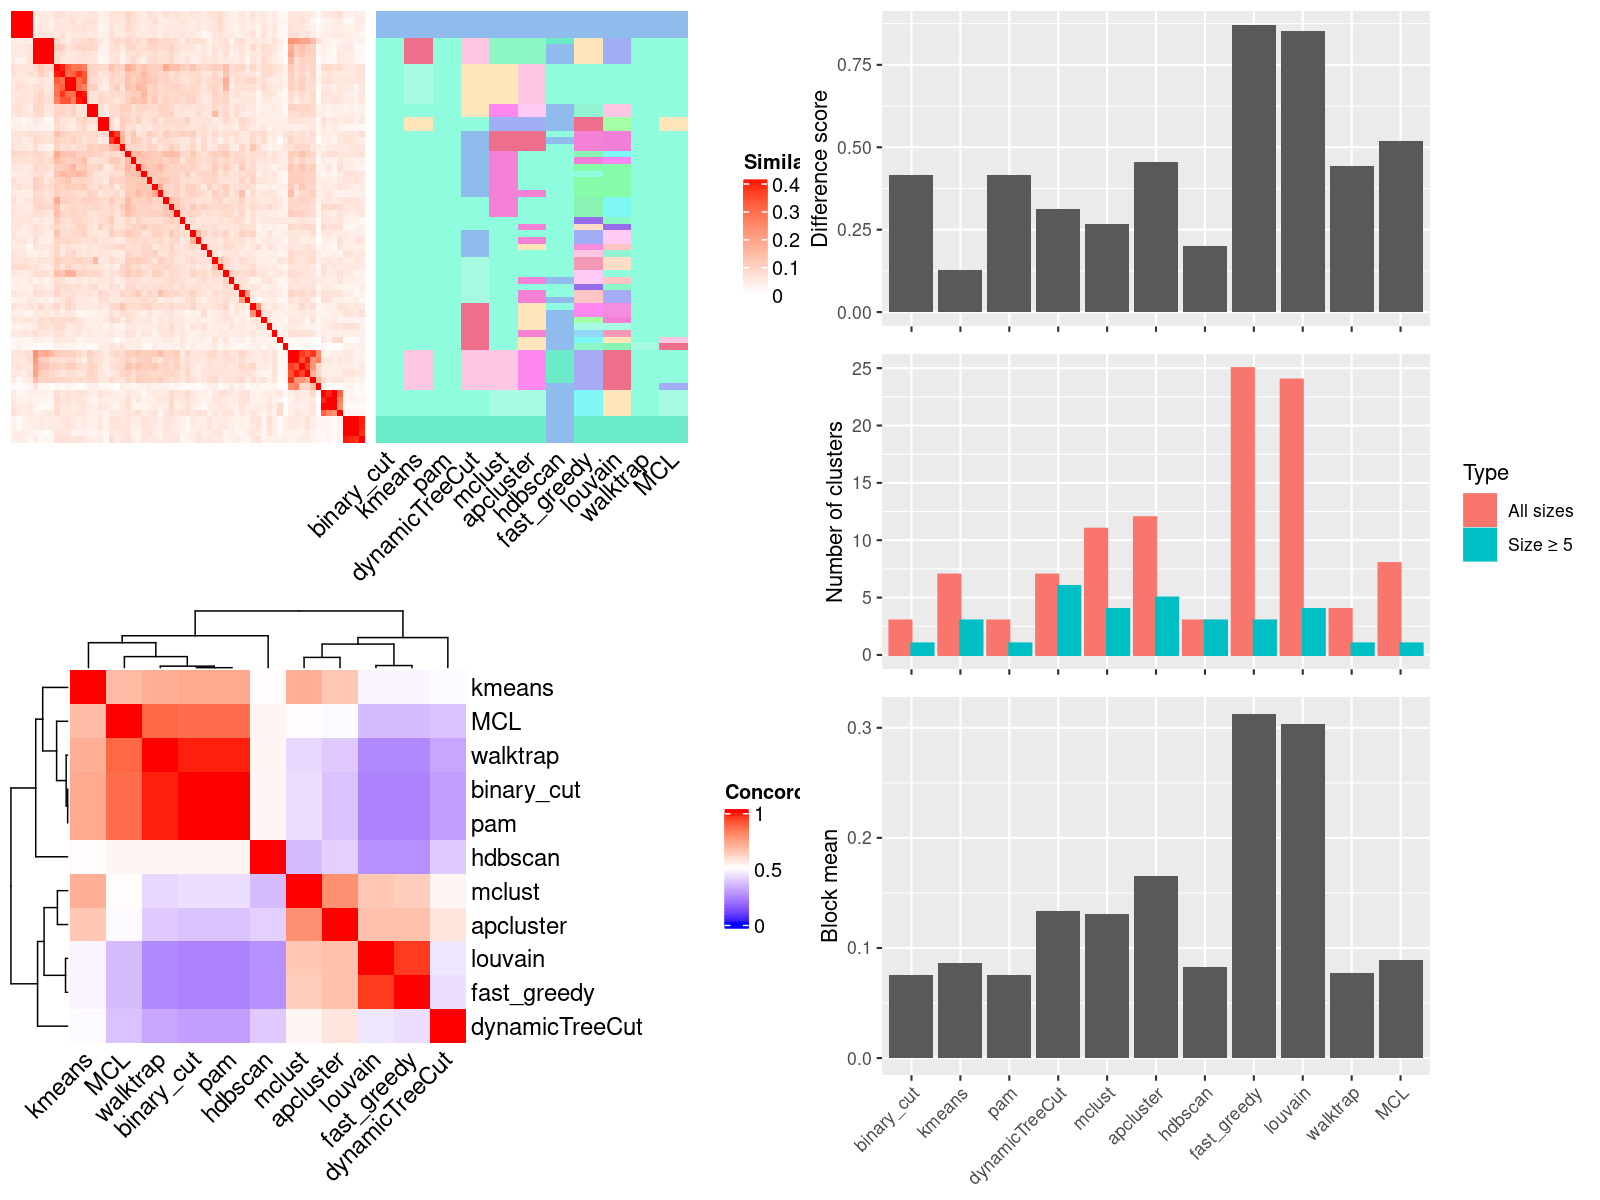 Simila
0.4
0.3
0.2
0.1
0
binary_cut
kmeans
pam
dynamicTreeCut
mclust
apcluster
hdbscan
fast_greedy
louvain
walktrap
MCL
Concord
1
0.5
0
kmeans
MCL
walktrap
binary_cut
pam
hdbscan
mclust
apcluster
louvain
fast_greedy
dynamicTreeCut
kmeans
MCL
walktrap
binary_cut
pam
hdbscan
mclust
apcluster
louvain
fast_greedy
dynamicTreeCut
Difference score
0.75
0.50
0.25
0.00
Number of clusters
25
20
15
10
5
0
Type
All sizes
Size ≥ 5
Block mean
0.3
0.2
0.1
0.0
binary_cut
kmeans
pam
dynamicTreeCut
mclust
apcluster
hdbscan
fast_greedy
louvain
walktrap
MCL